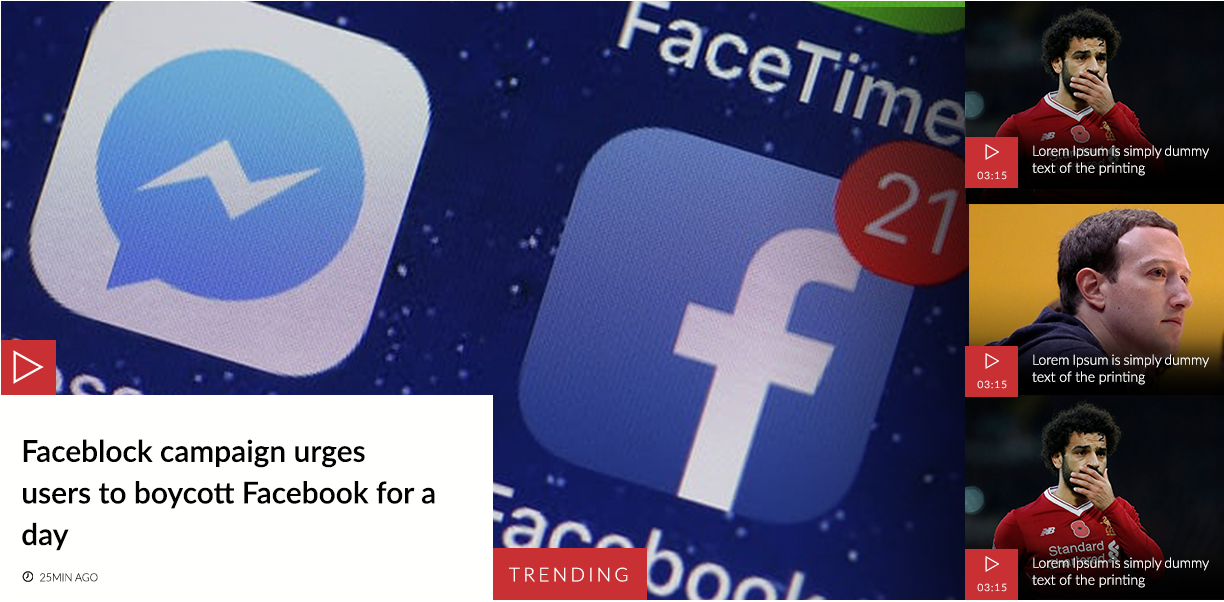 FaceTime
21
Faceblock campaign urges
users to boycott Facebook for a
day
25MIN AGO
Facebook
TRENDING
03:15
Lorem Ipsum is simply dummy
text of the printing
03:15
Lorem Ipsum is simply dummy
text of the printing
Standard
Chartered
03:15
Lorem Ipsum is simply dummy
text of the printing